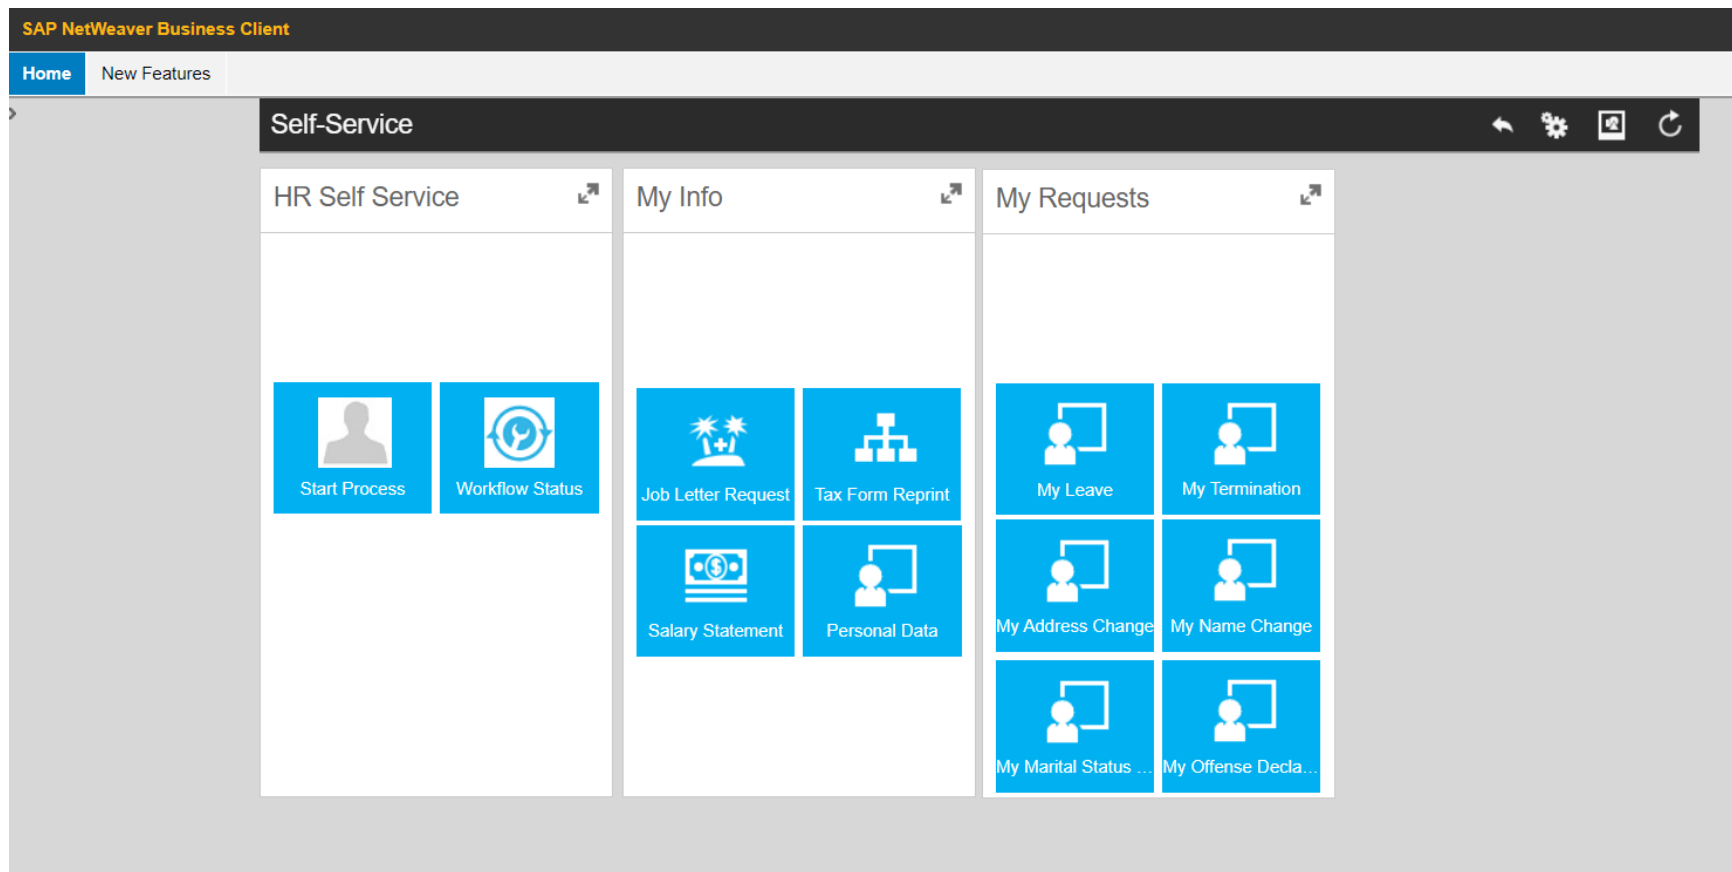 SAP NetWeaver Business Client
Home
New Features
Self-Service
HR Self Service
My Info
My Requests
Start Process
Workflow Status
Job Letter Request
Tax Form Reprint
My Leave
My Termination
Salary Statement
Personal Data
My Address Change
My Name Change
My Marital Status ...
My Offense Decla...